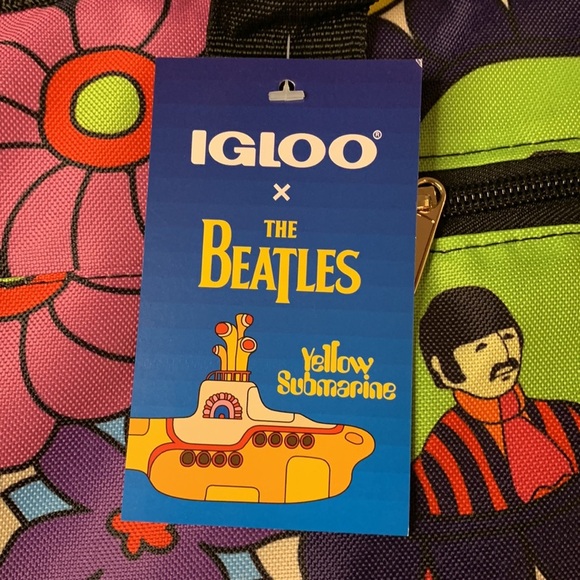 IGLOO®
×
THE
BEATLES
Yellow
Submarine